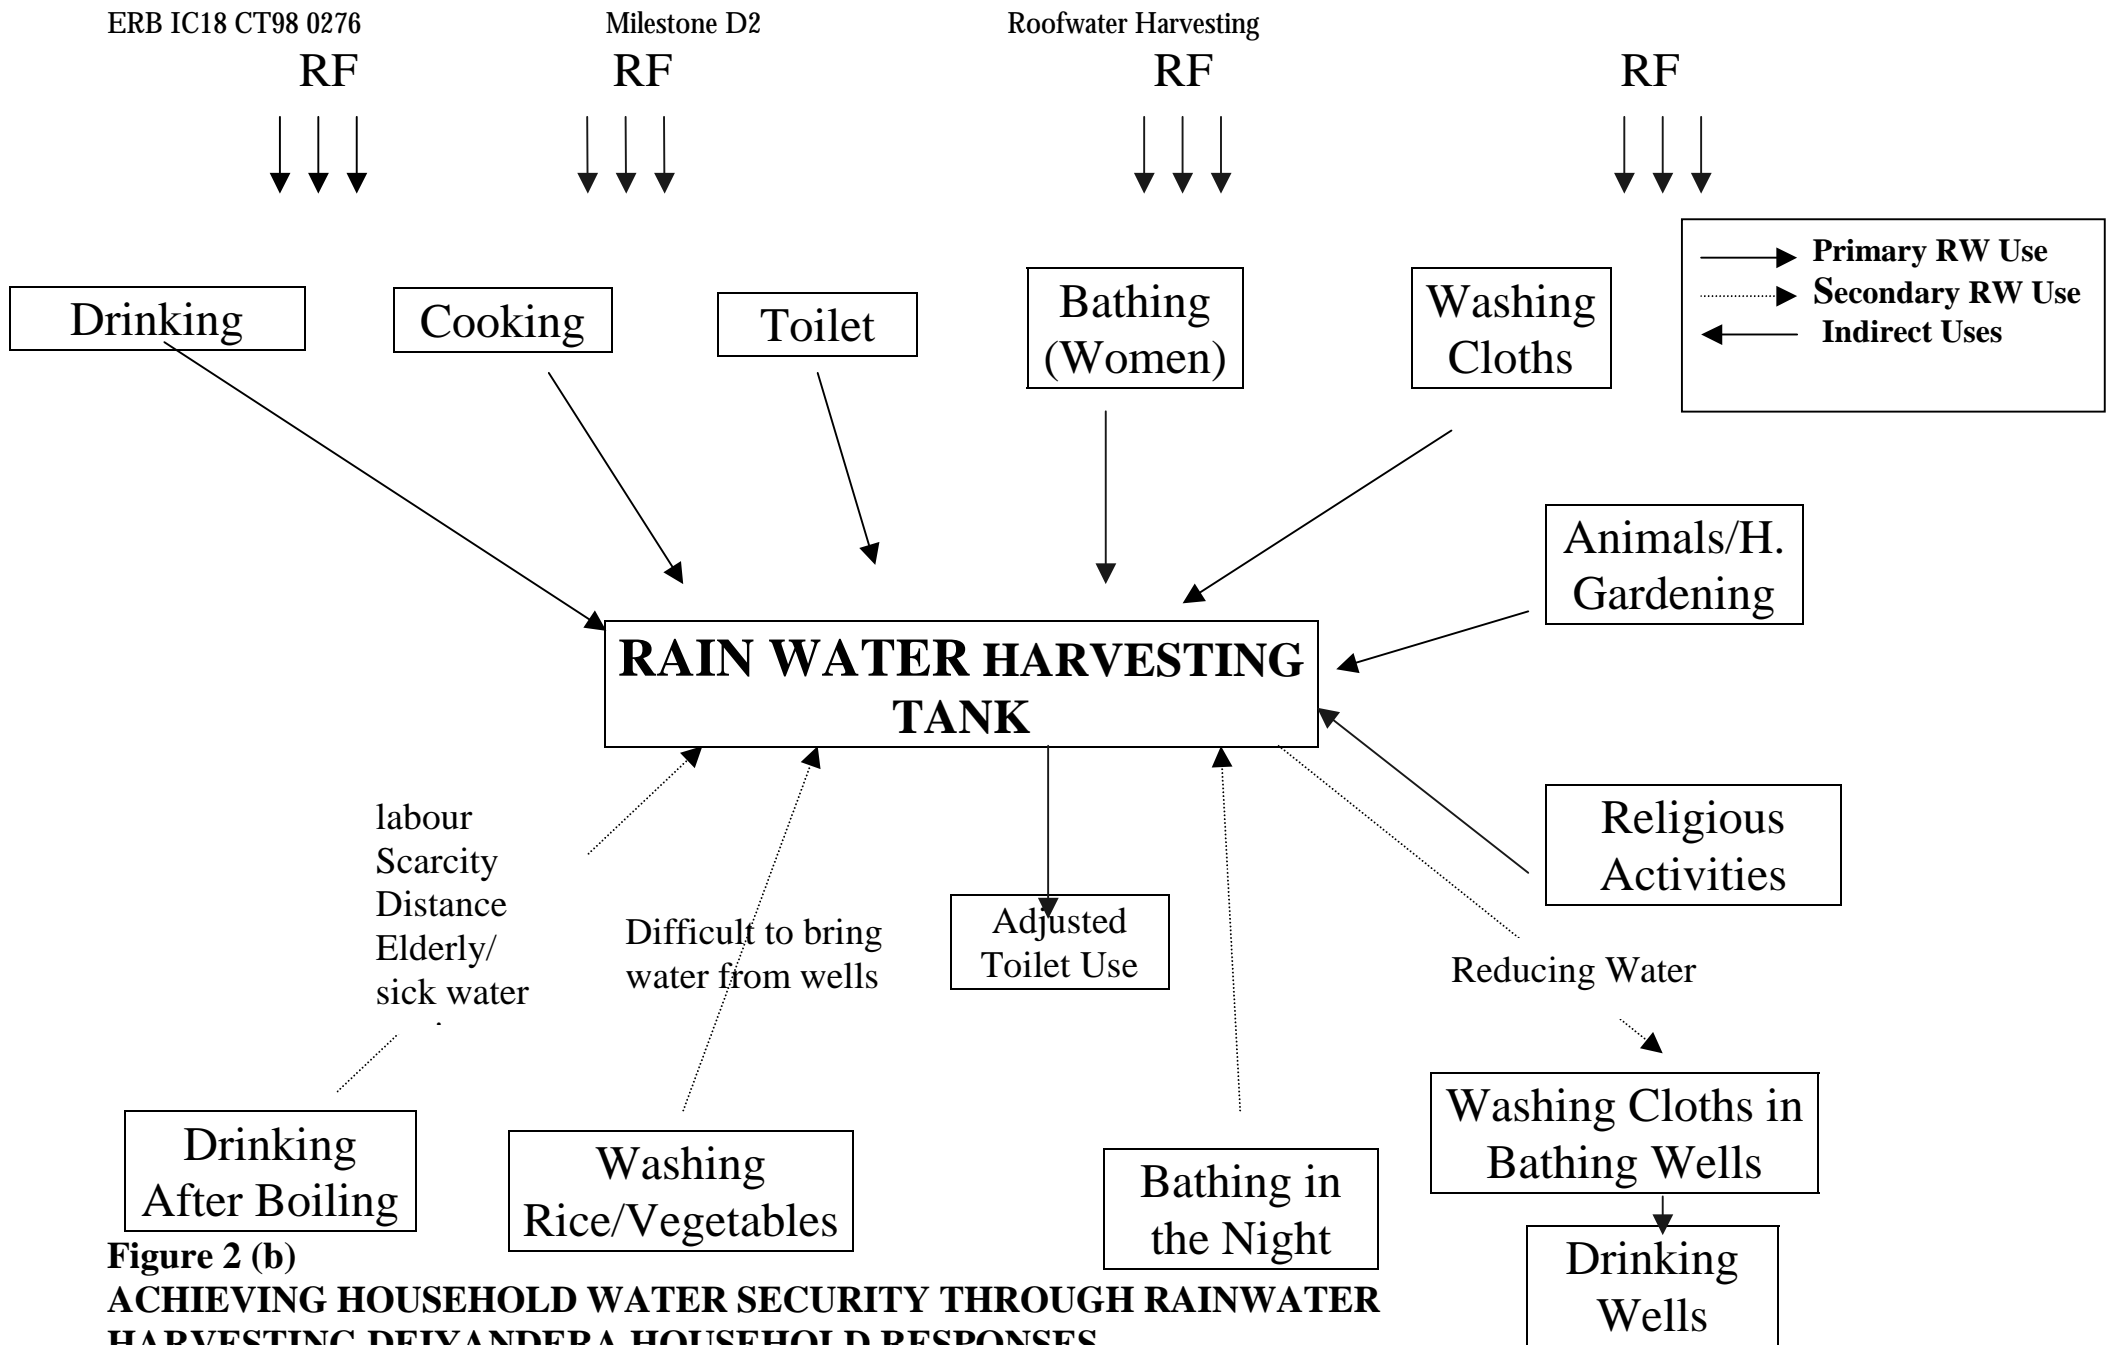 ERB IC18 CT98 0276 Milestone D2 Roofwater Harvesting
RF RF RF RF
Primary RW Use
Secondary RW Use
Indirect Uses
Drinking
Cooking
Toilet
Bathing
(Women)
Washing
Cloths
Animals/H.
Gardening
RAIN WATER HARVESTING
TANK
Religious
Activities
labour
Scarcity
Distance
Elderly/
sick water
Difficult to bring
water from wells
Adjusted
Toilet Use
Reducing Water
Drinking
After Boiling
Washing
Rice/Vegetables
Bathing in
the Night
Washing Cloths in
Bathing Wells
Drinking
Wells
Figure 2 (b)
ACHIEVING HOUSEHOLD WATER SECURITY THROUGH RAINWATER
HARVESTING DEIYANDERA HOUSEHOLD RESPONSES